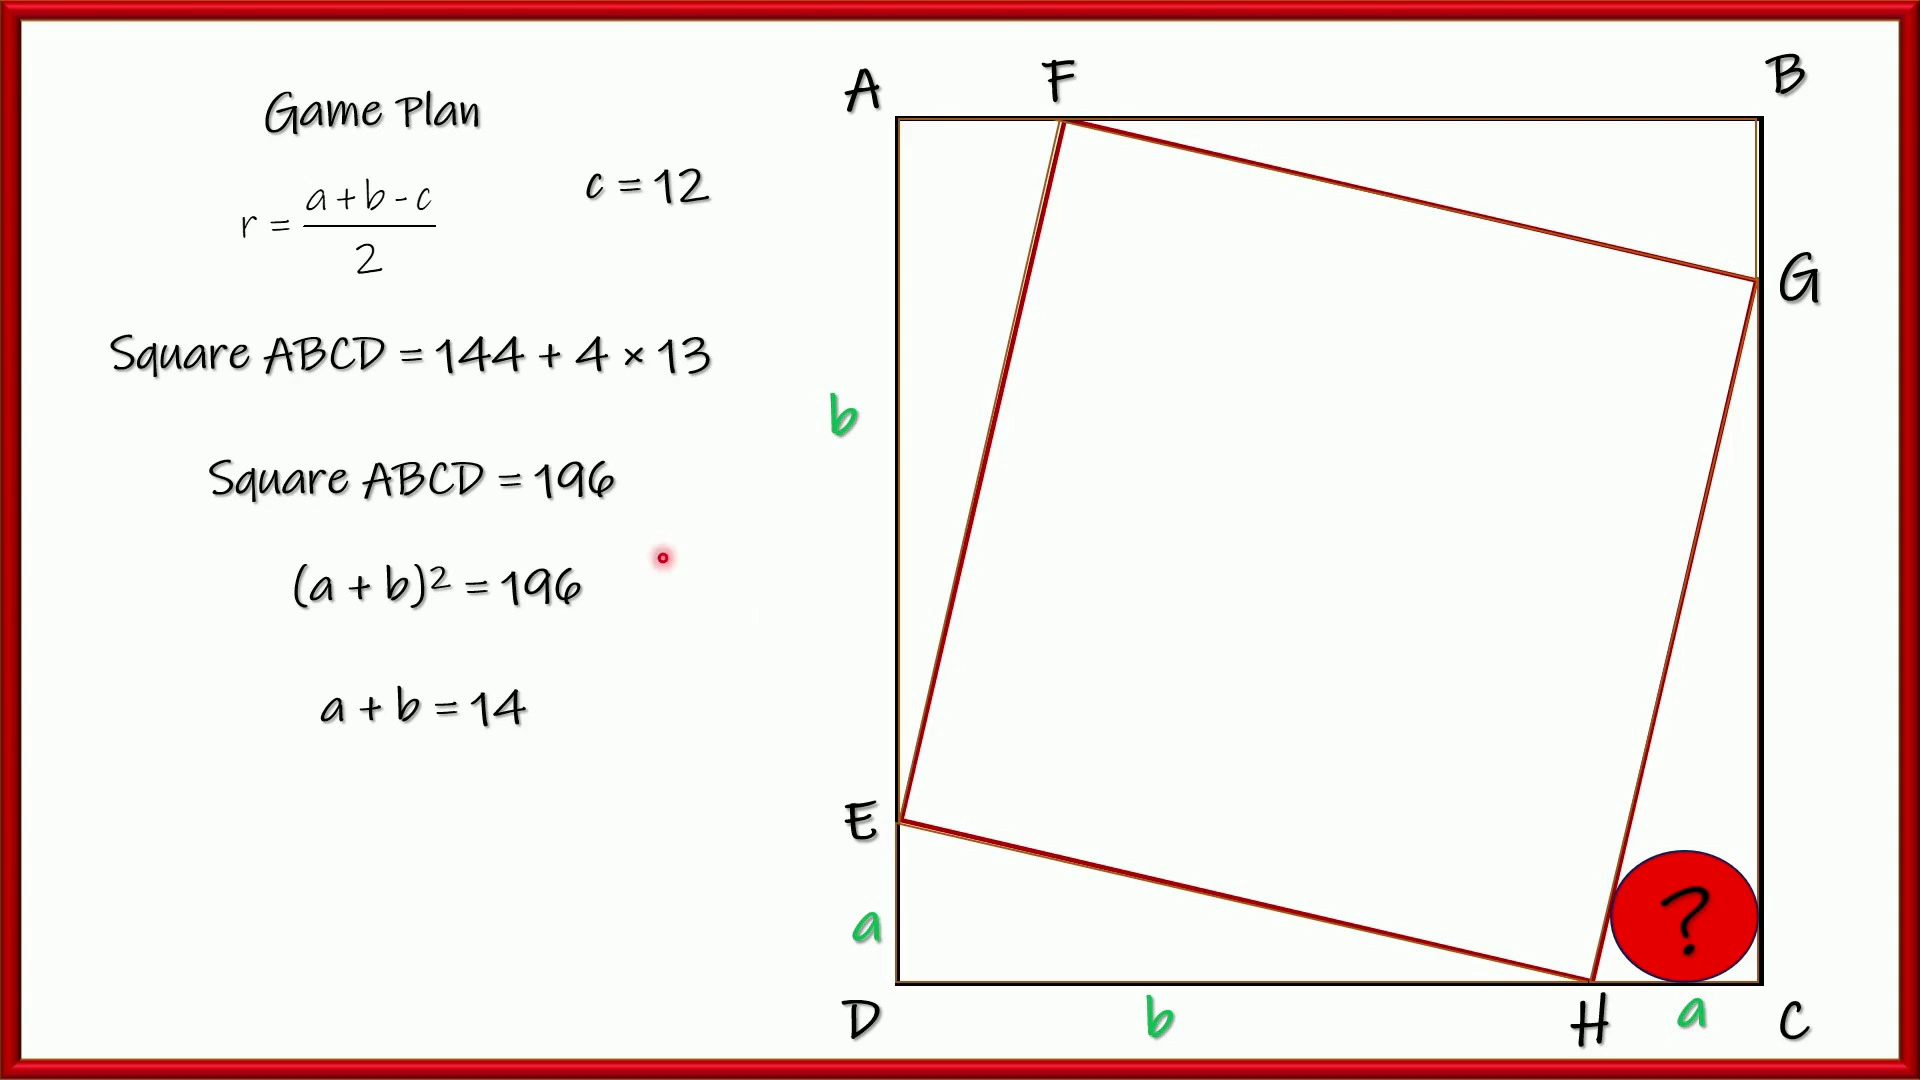 Game Plan
r = a + b - c / 2
c = 12
Square ABCD = 144 + 4 × 13
Square ABCD = 196
(a + b)² = 196
a + b = 14
A
F
B
G
b
E
a
?
D
b
H
a
C